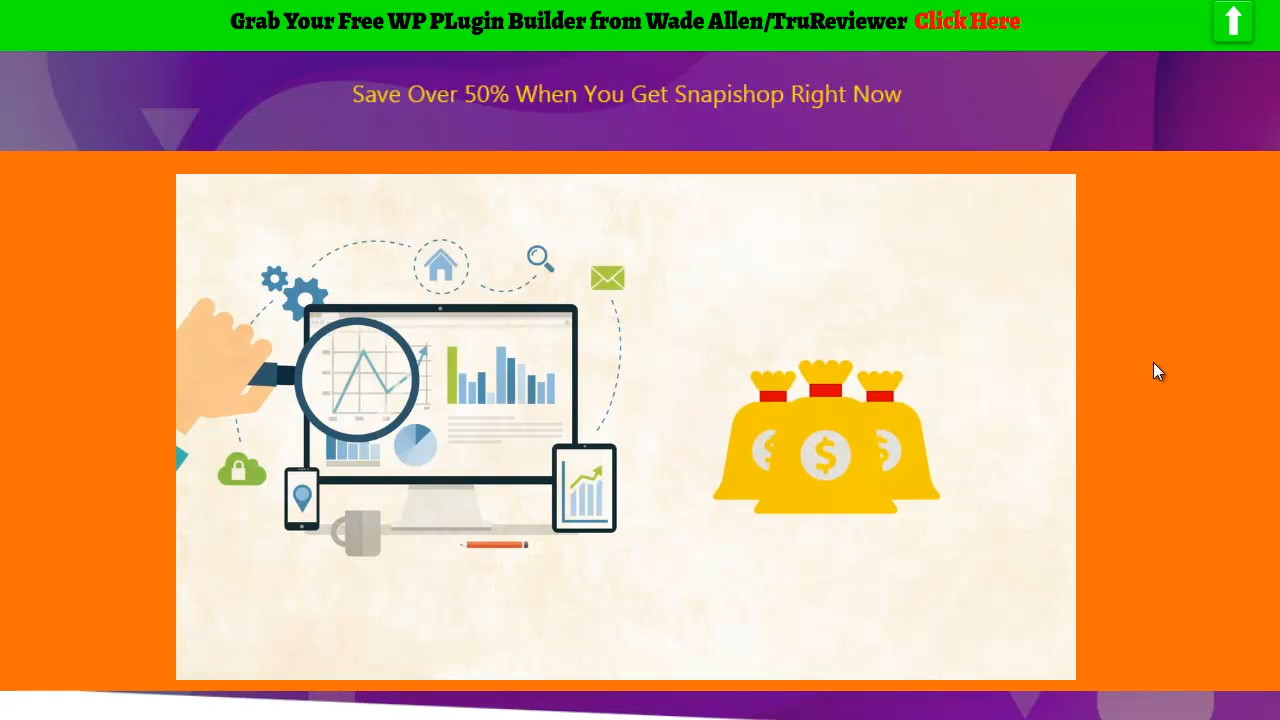 Grab Your Free WP PLugin Builder from Wade Allen/TruReviewer Click Here
Save Over 50% When You Get Snapishop Right Now
$ $ $